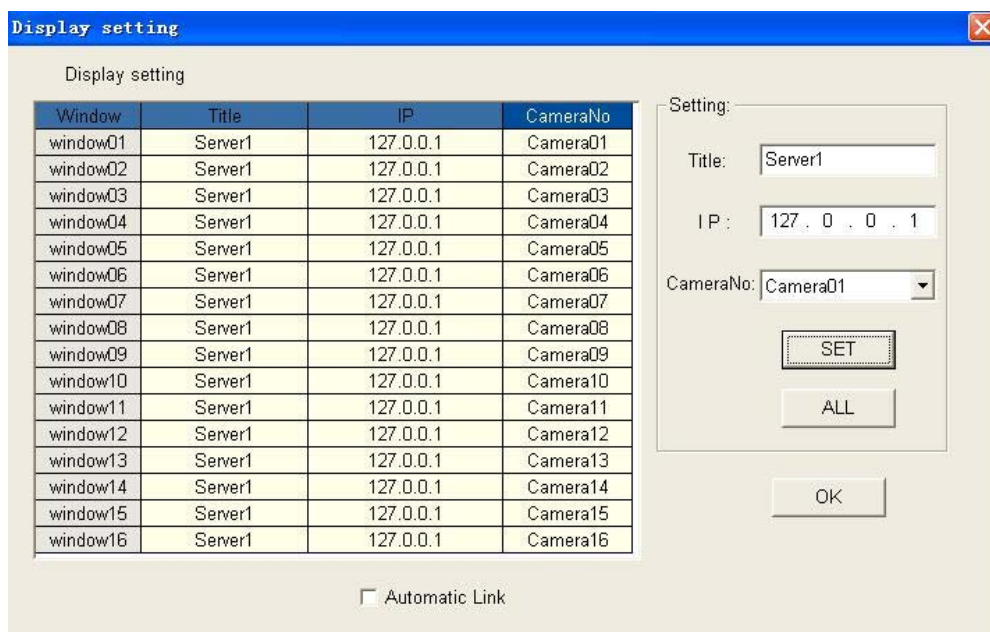 Display setting
Display setting
Window Title IP CameraNo
window01 Server1 127.0.0.1 Camera01
window02 Server1 127.0.0.1 Camera02
window03 Server1 127.0.0.1 Camera03
window04 Server1 127.0.0.1 Camera04
window05 Server1 127.0.0.1 Camera05
window06 Server1 127.0.0.1 Camera06
window07 Server1 127.0.0.1 Camera07
window08 Server1 127.0.0.1 Camera08
window09 Server1 127.0.0.1 Camera09
window10 Server1 127.0.0.1 Camera10
window11 Server1 127.0.0.1 Camera11
window12 Server1 127.0.0.1 Camera12
window13 Server1 127.0.0.1 Camera13
window14 Server1 127.0.0.1 Camera14
window15 Server1 127.0.0.1 Camera15
window16 Server1 127.0.0.1 Camera16
Automatic Link
Setting:
Title: Server1
IP: 127 . 0 . 0 . 1
CameraNo: Camera01
SET
ALL
OK